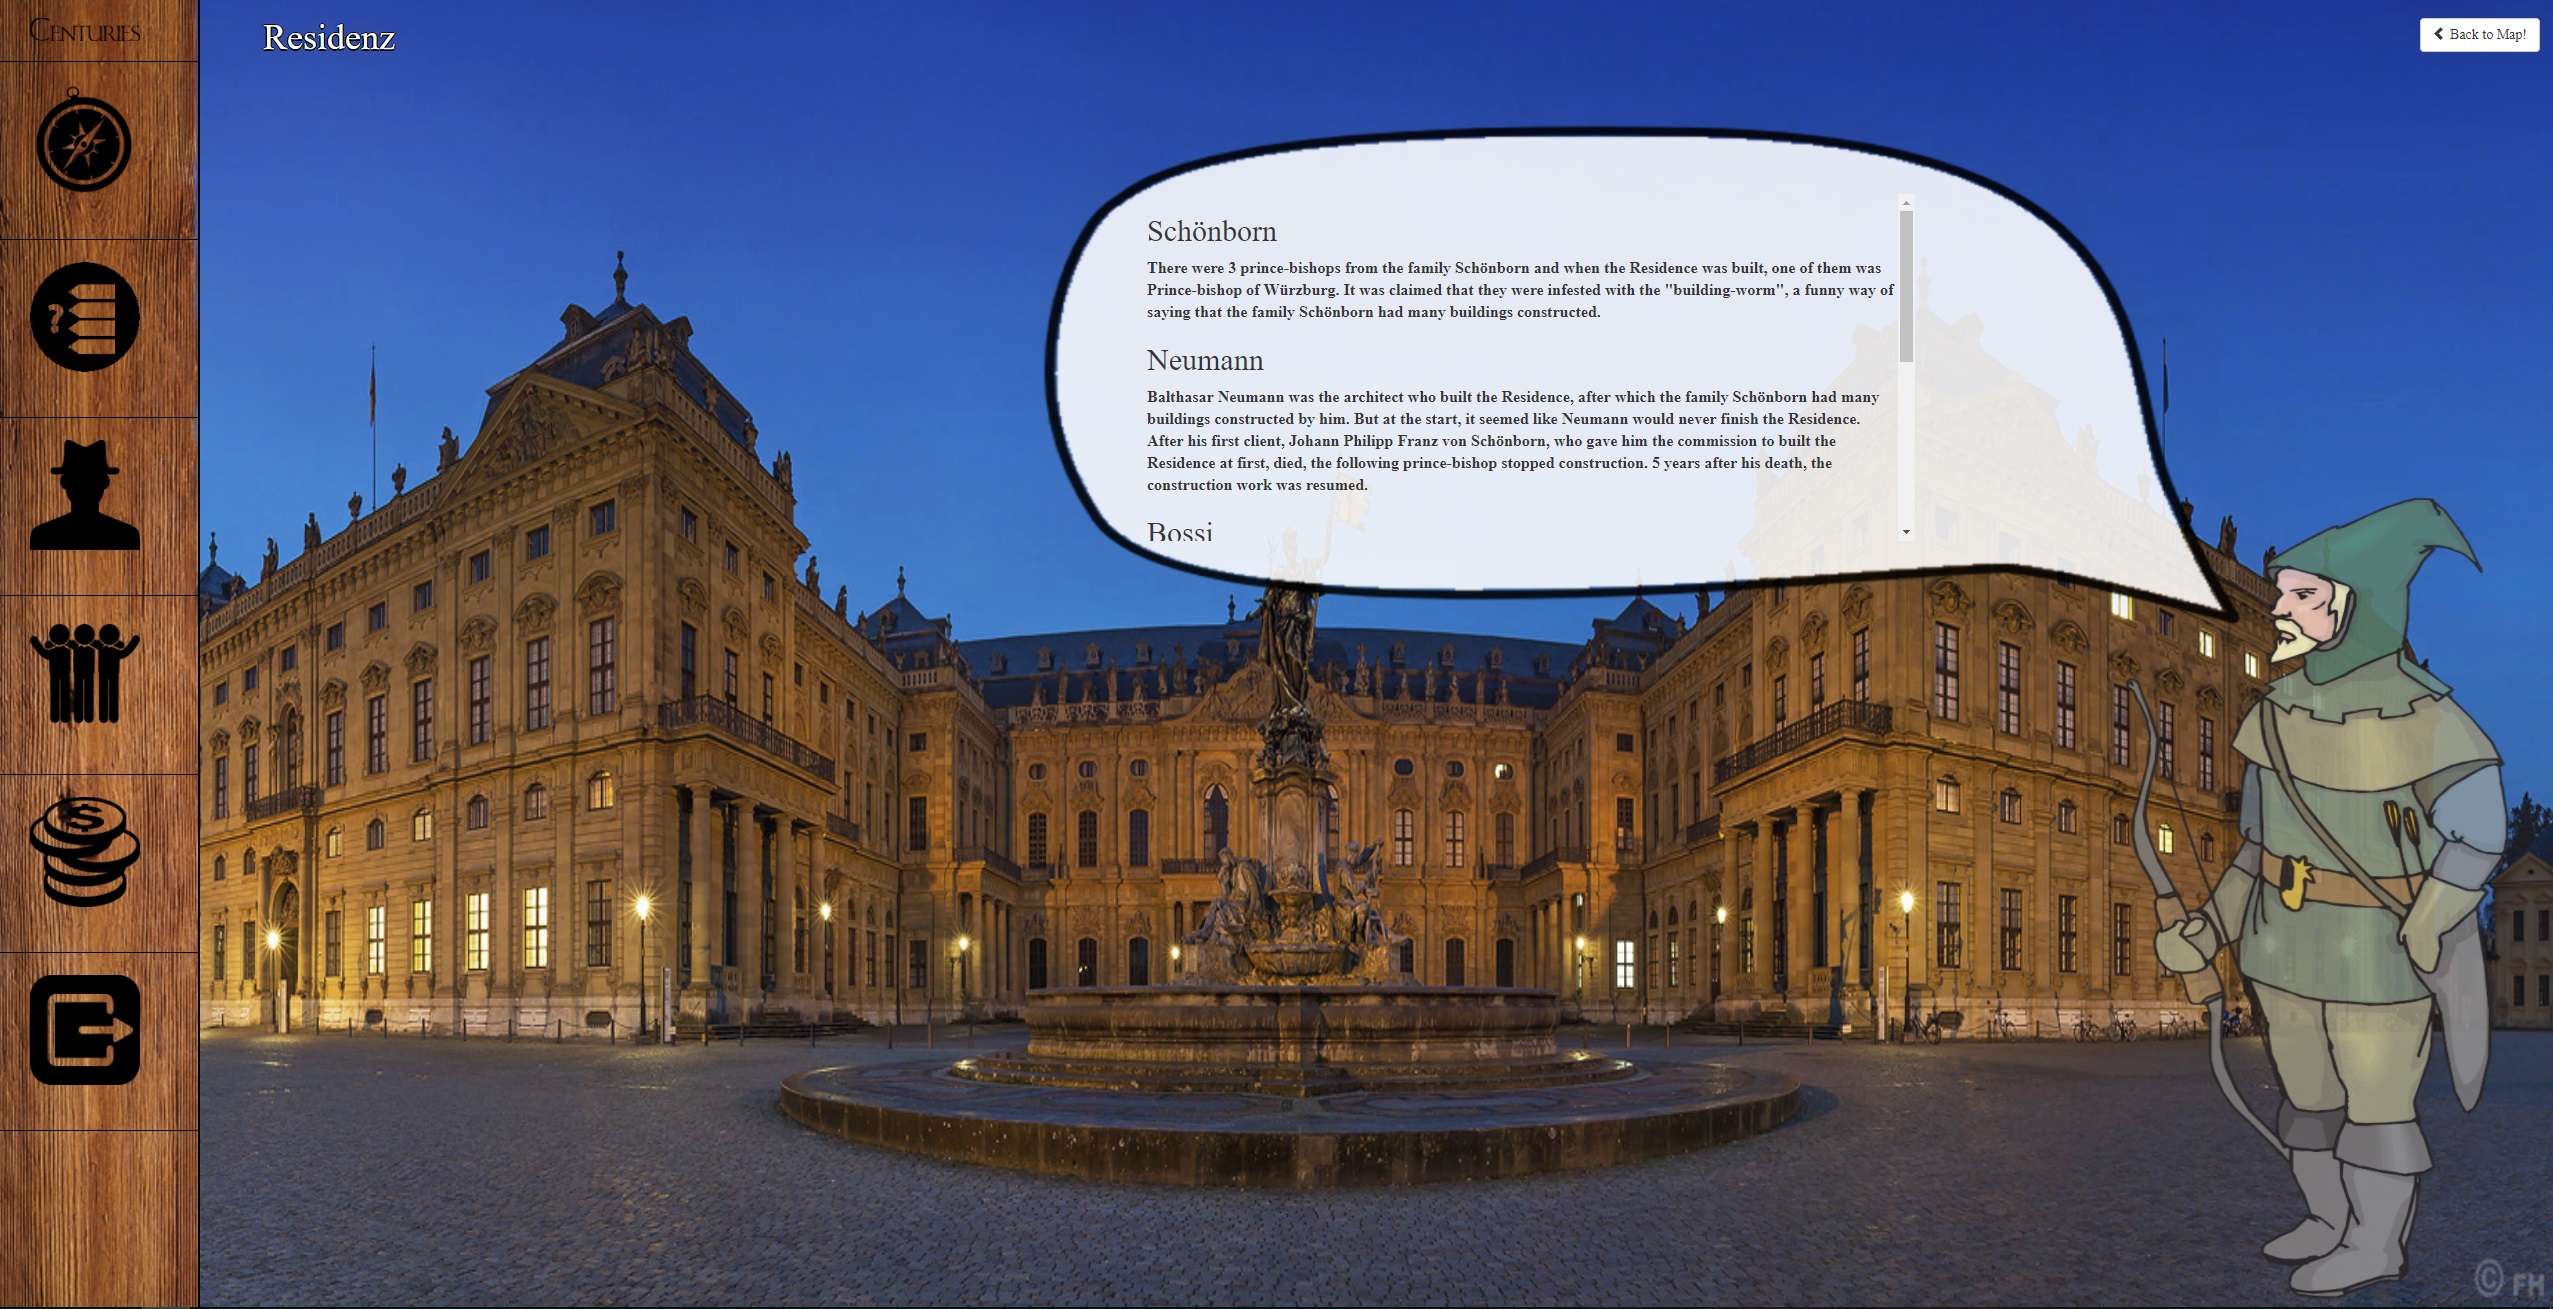 Centuries
Residenz
Back to Map!
Schönborn
There were 3 prince-bishops from the family Schönborn and when the Residence was built, one of them was
Prince-bishop of Würzburg. It was claimed that they were infested with the "building-worm", a funny way of
saying that the family Schönborn had many buildings constructed.
Neumann
Balthasar Neumann was the architect who built the Residence, after which the family Schönborn had many
buildings constructed by him. But at the start, it seemed like Neumann would never finish the Residence.
After his first client, Johann Philipp Franz von Schönborn, who gave him the commission to built the
Residence at first, died, the following prince-bishop stopped construction. 5 years after his death, the
construction work was resumed.
Bossi
?
$
© FH